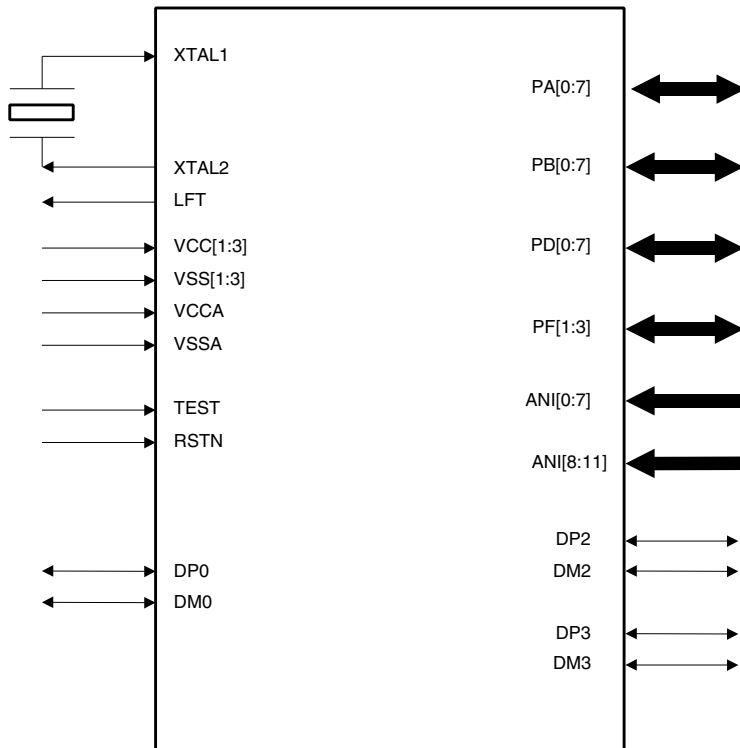 XTAL1
XTAL2
LFT
VCC[1:3]
VSS[1:3]
VCCA
VSSA
TEST
RSTN
DP0
DM0
PA[0:7]
PB[0:7]
PD[0:7]
PF[1:3]
ANI[0:7]
ANI[8:11]
DP2
DM2
DP3
DM3